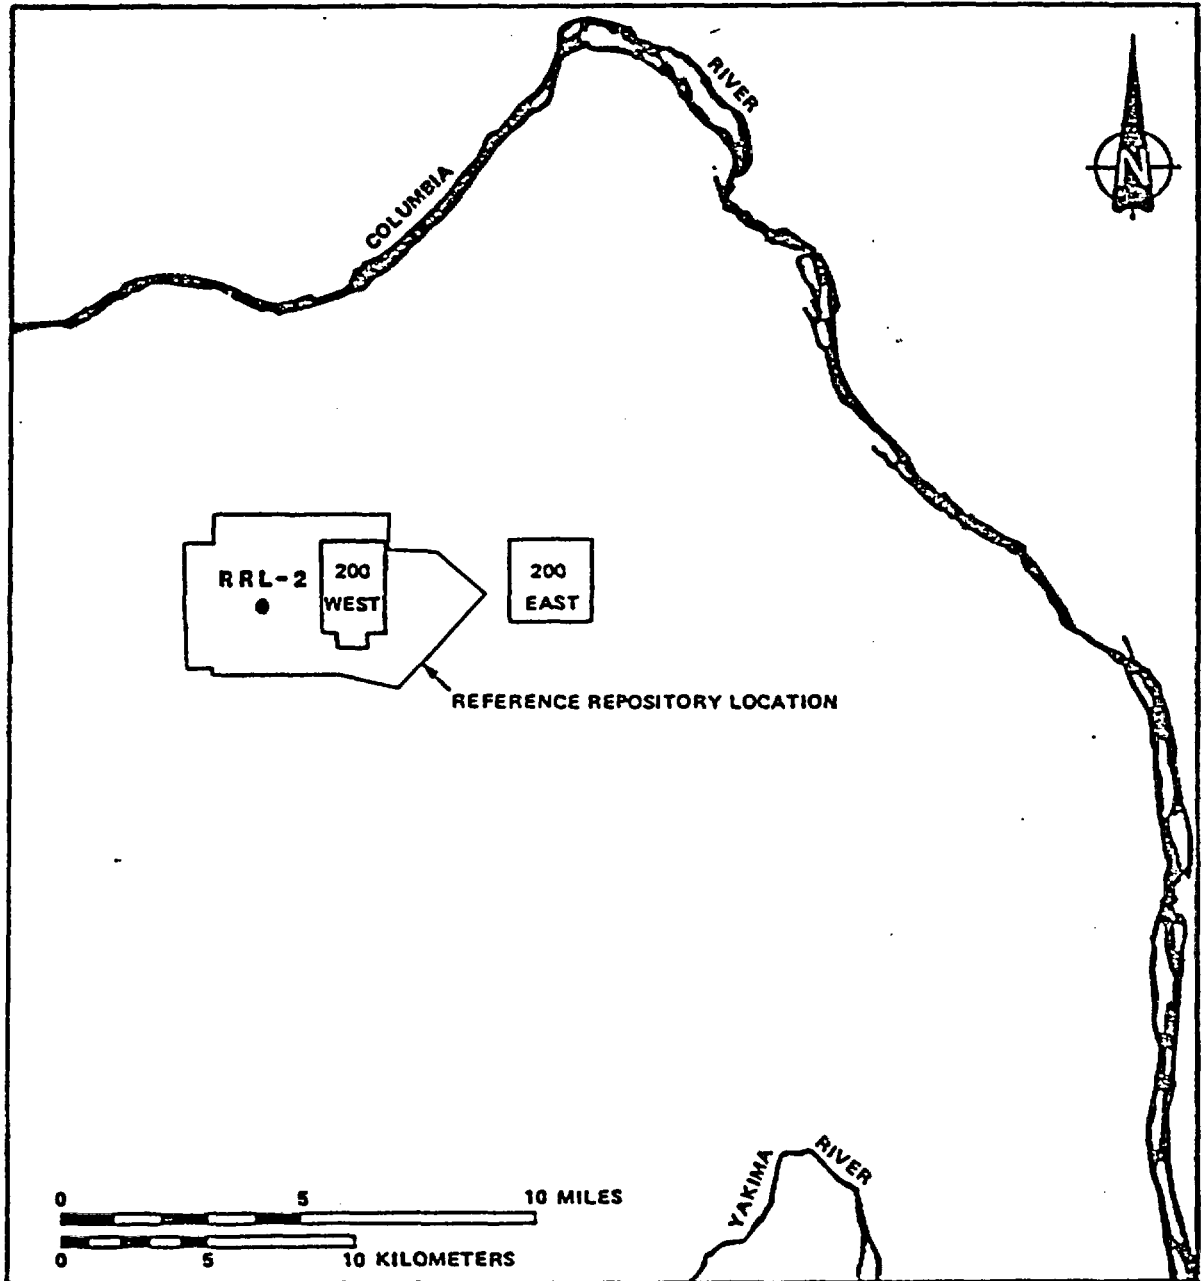 RIVER
COLUMBIA
N
RRL-2
200
WEST
200
EAST
REFERENCE REPOSITORY LOCATION
YAKIMA
RIVER
0 5 10 MILES
0 5 10 KILOMETERS